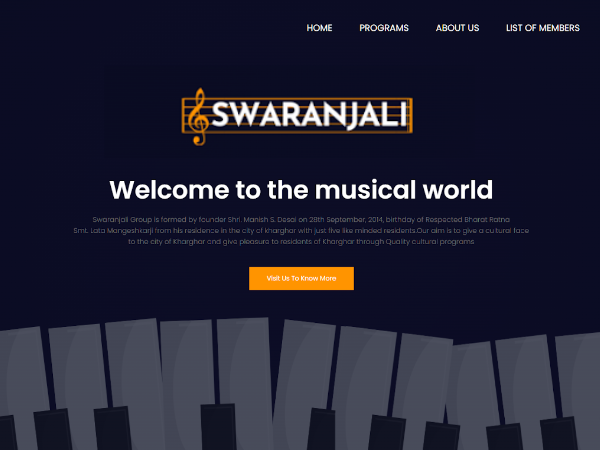 HOME PROGRAMS ABOUT US LIST OF MEMBERS
SWARANJALI
Welcome to the musical world
Swaranjali Group is formed by founder Shri. Manish S. Desai on 28th September, 2014, birthday of Respected Bharat Ratna
Smt. Lata Mangeshkarji from his residence in the city of kharghar with just five like minded residents.Our aim is to give a cultural face
to the city of Kharghar and give pleasure to residents of Kharghar through Quality cultural programs
Visit Us To Know More